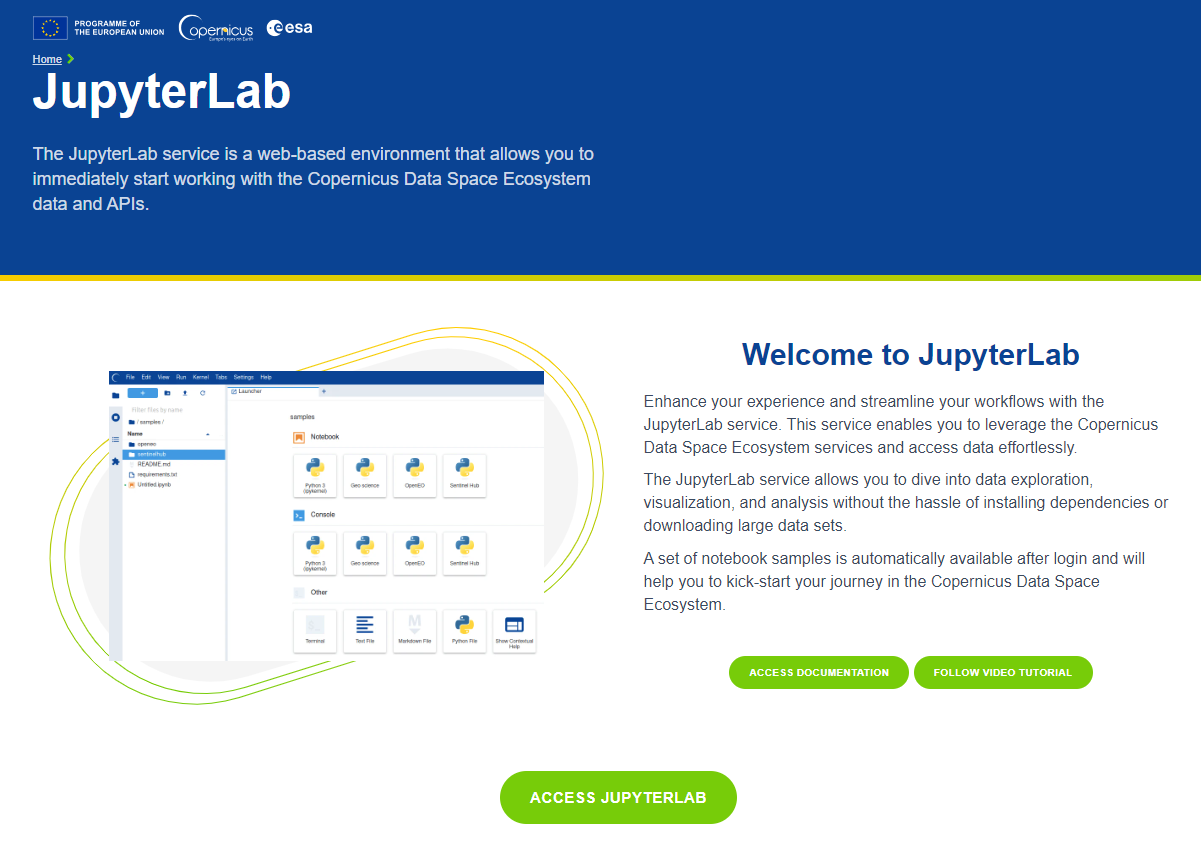 PROGRAMME OF
THE EUROPEAN UNION
opernicus
Europe's eyes on Earth
esa
Home
JupyterLab
The JupyterLab service is a web-based environment that allows you to
immediately start working with the Copernicus Data Space Ecosystem
data and APIs.
File Edit View Run Kernel Tabs Settings Help
Launcher
Filter files by name
/ samples /
Name
openeo
sentinelhub
README.md
requirements.txt
Untitled.ipynb
samples
Notebook
Python 3
(ipykernel)
Geo science
OpenEO
Sentinel Hub
Console
Python 3
(ipykernel)
Geo science
OpenEO
Sentinel Hub
Other
Terminal
Text File
Markdown File
Python File
Show Contextual
Help
Welcome to JupyterLab
Enhance your experience and streamline your workflows with the
JupyterLab service. This service enables you to leverage the Copernicus
Data Space Ecosystem services and access data effortlessly.
The JupyterLab service allows you to dive into data exploration,
visualization, and analysis without the hassle of installing dependencies or
downloading large data sets.
A set of notebook samples is automatically available after login and will
help you to kick-start your journey in the Copernicus Data Space
Ecosystem.
ACCESS DOCUMENTATION
FOLLOW VIDEO TUTORIAL
ACCESS JUPYTERLAB